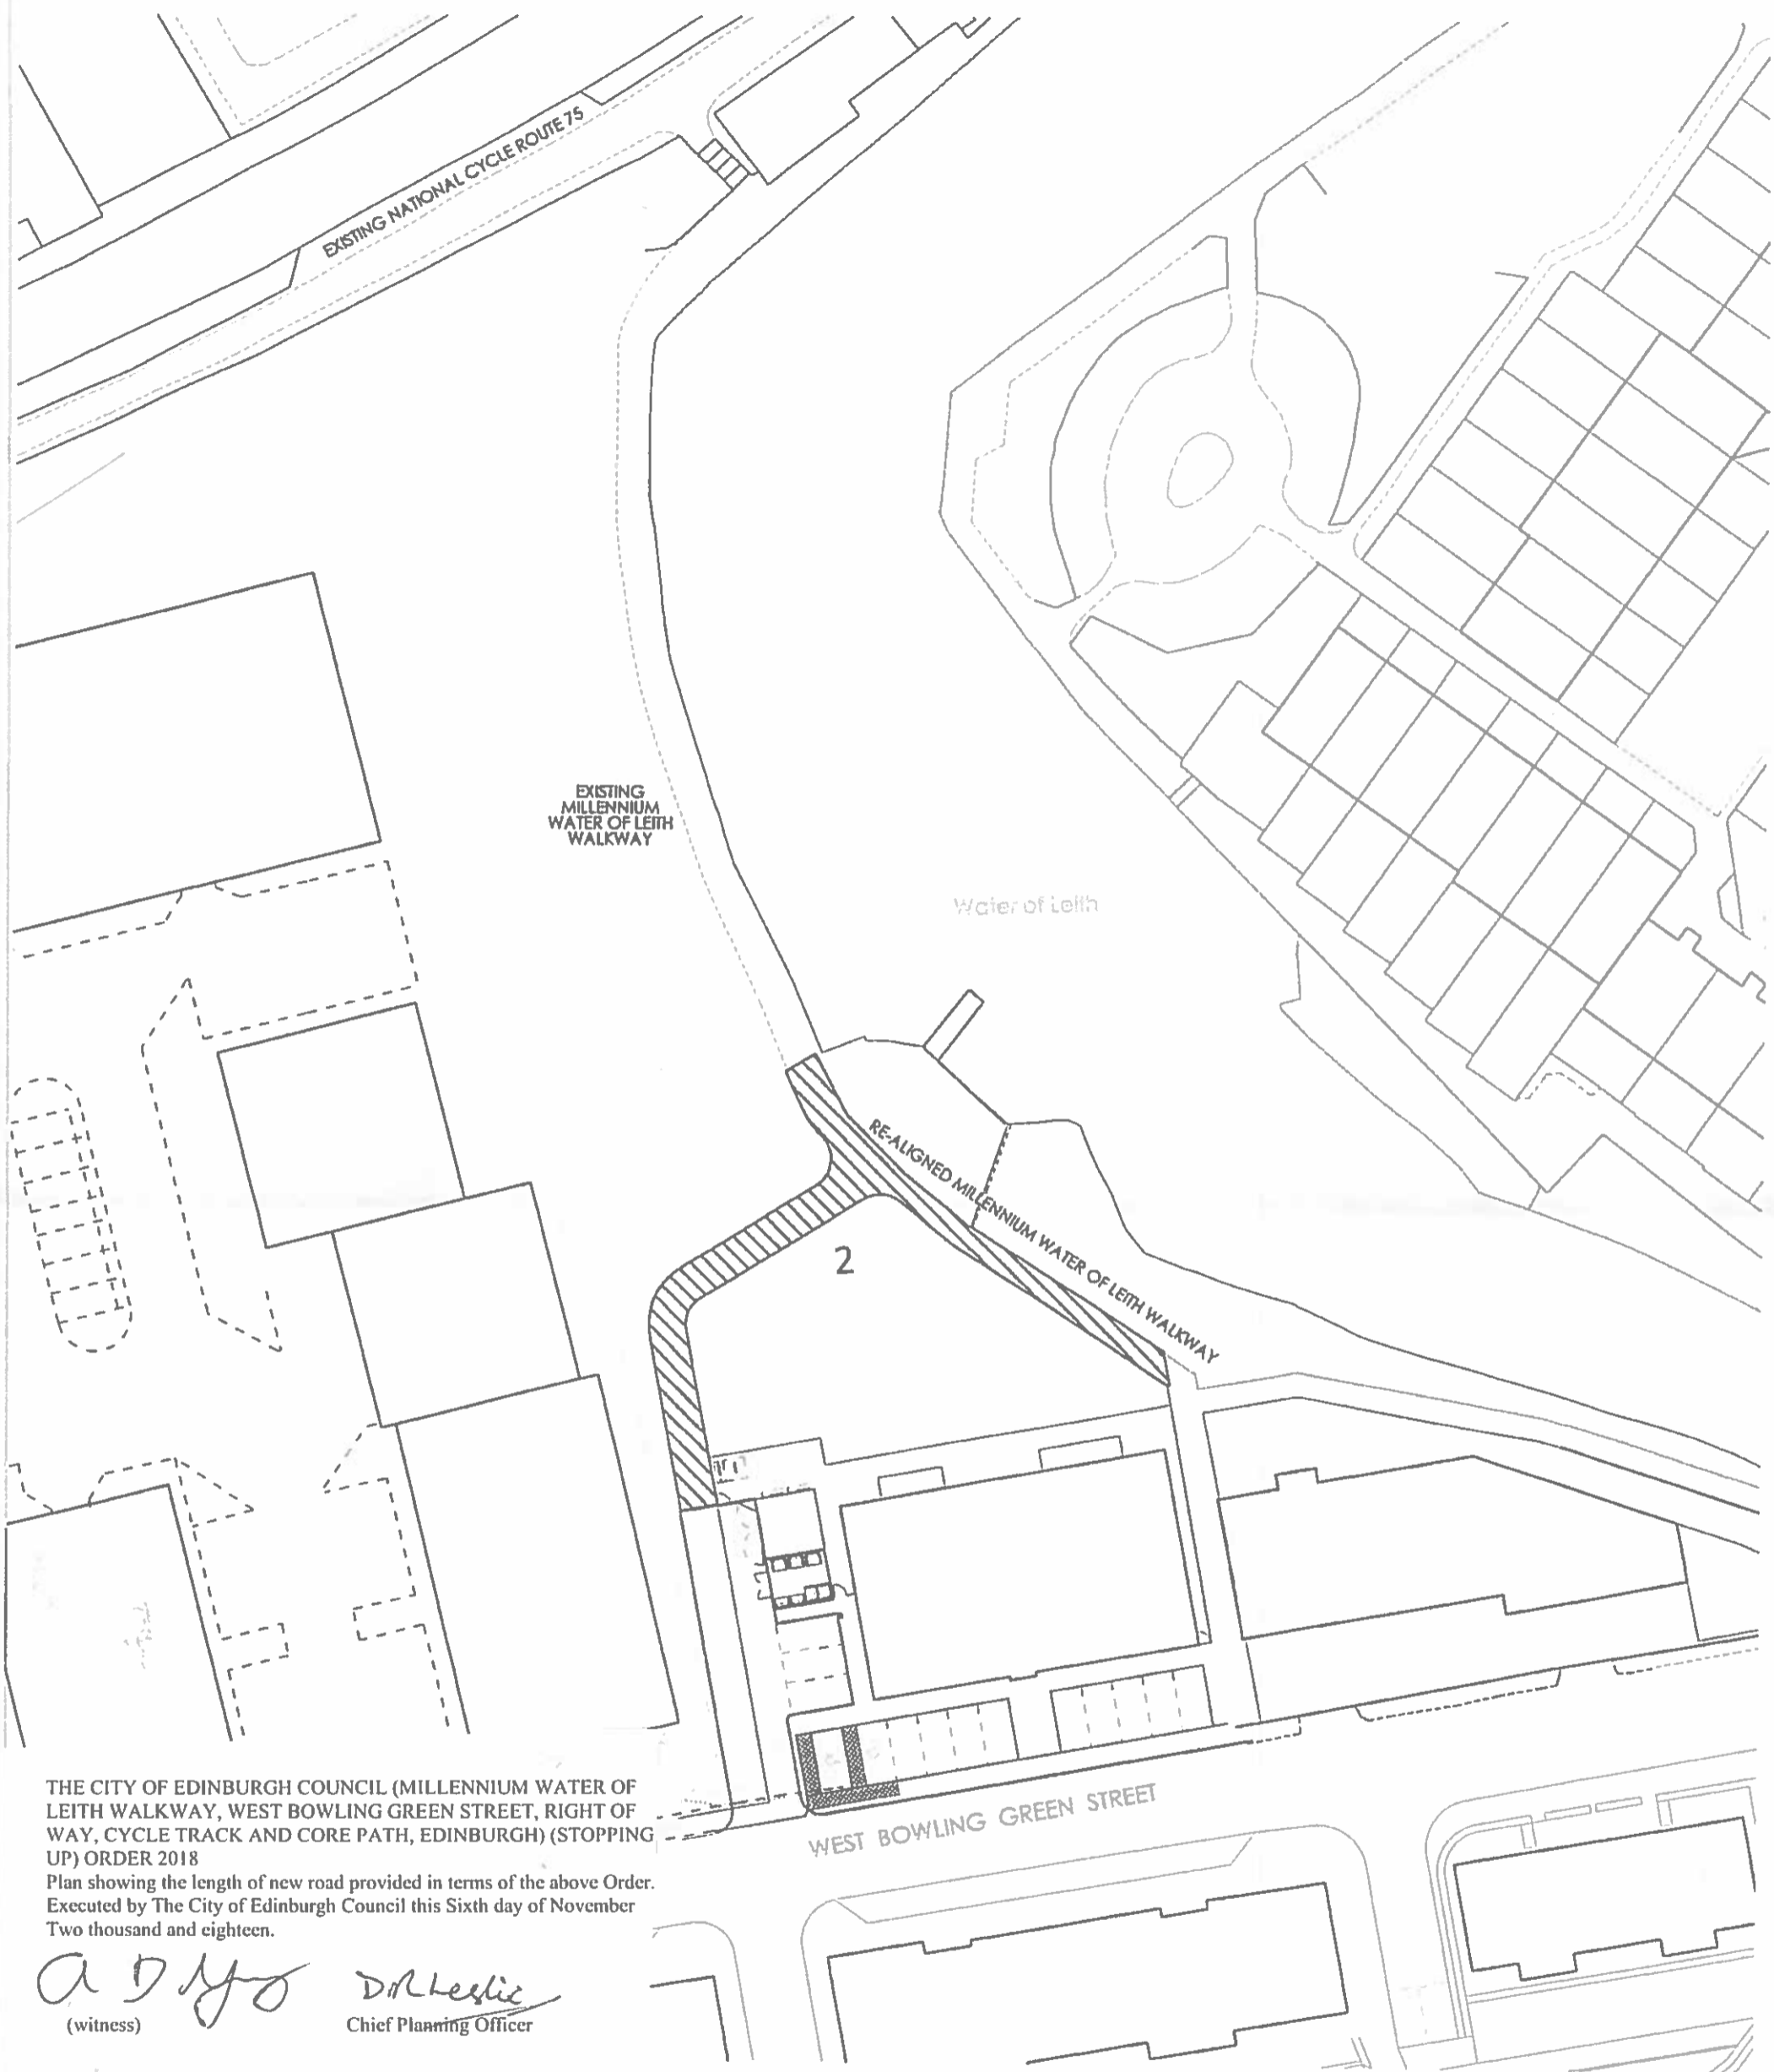 EXISTING NATIONAL CYCLE ROUTE 75
EXISTING
MILLENNIUM
WATER OF LEITH
WALKWAY
Water of Leith
RE-ALIGNED MILLENNIUM WATER OF LEITH WALKWAY
2
WEST BOWLING GREEN STREET
THE CITY OF EDINBURGH COUNCIL (MILLENNIUM WATER OF
LEITH WALKWAY, WEST BOWLING GREEN STREET, RIGHT OF
WAY, CYCLE TRACK AND CORE PATH, EDINBURGH) (STOPPING
UP) ORDER 2018
Plan showing the length of new road provided in terms of the above Order.
Executed by The City of Edinburgh Council this Sixth day of November
Two thousand and eighteen.
D R Leslie
(witness)
Chief Planning Officer